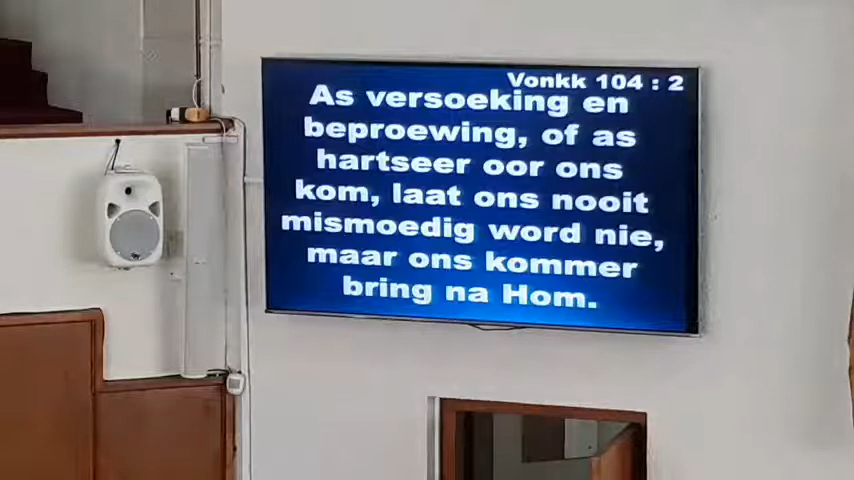 Vonkk 104 : 2
As versoeking en
beproewing, of as
hartseer oor ons
kom, laat ons nooit
mismoedig word nie,
maar ons kommer
bring na Hom.